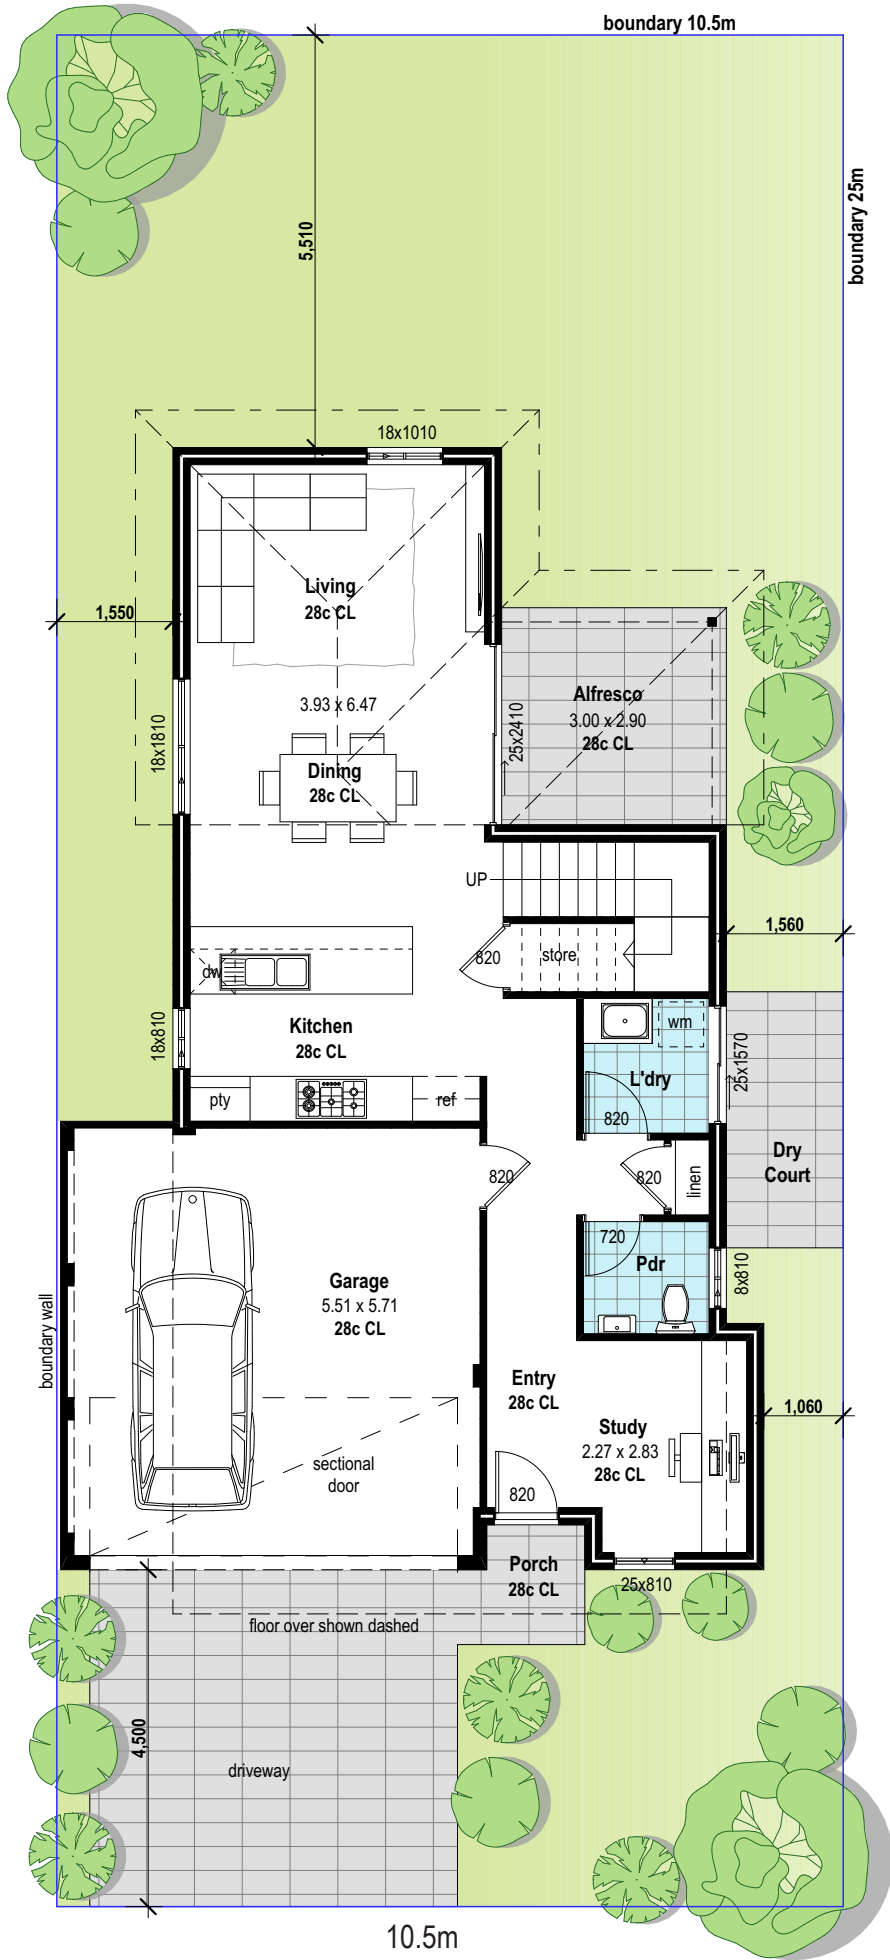 boundary 10.5m
boundary 25m
5,510
18x1010
Living
28c CL
1,550
3.93 x 6.47
18x1810
25x2410
Alfresco
3.00 x 2.90
28c CL
Dining
28c CL
UP
1,560
820
store
dw
Kitchen
28c CL
18x810
wm
25x1570
L'dry
820
pty
ref
Dry
Court
820
820
linen
720
Pdr
8x810
Garage
5.51 x 5.71
28c CL
boundary wall
Entry
28c CL
1,060
Study
2.27 x 2.83
28c CL
sectional
door
820
Porch
28c CL
25x810
floor over shown dashed
4,500
driveway
10.5m